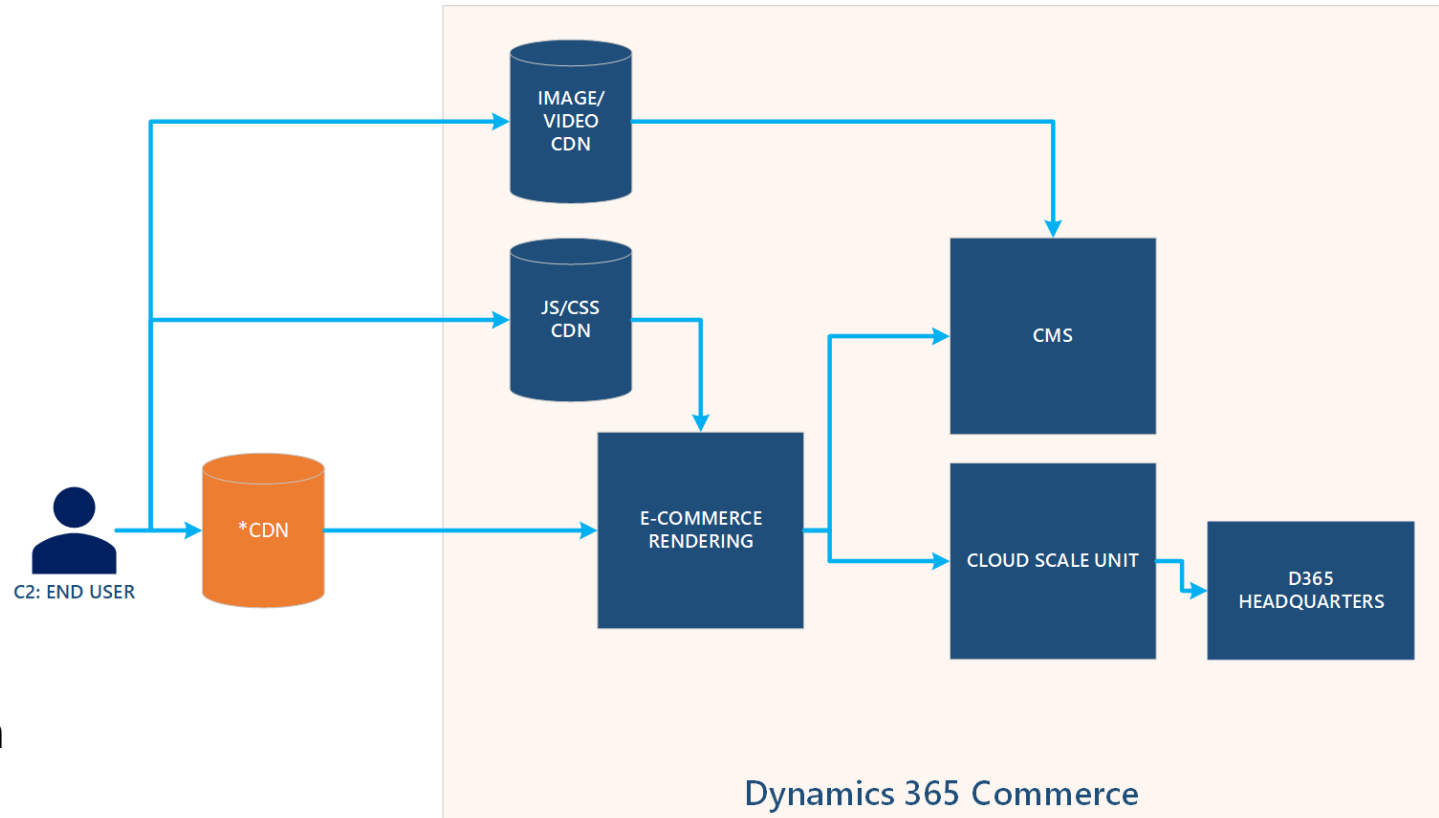 IMAGE/
VIDEO
CDN
JS/CSS
CDN
CMS
*CDN
E-COMMERCE
RENDERING
CLOUD SCALE UNIT
D365
HEADQUARTERS
C2: END USER
Dynamics 365 Commerce